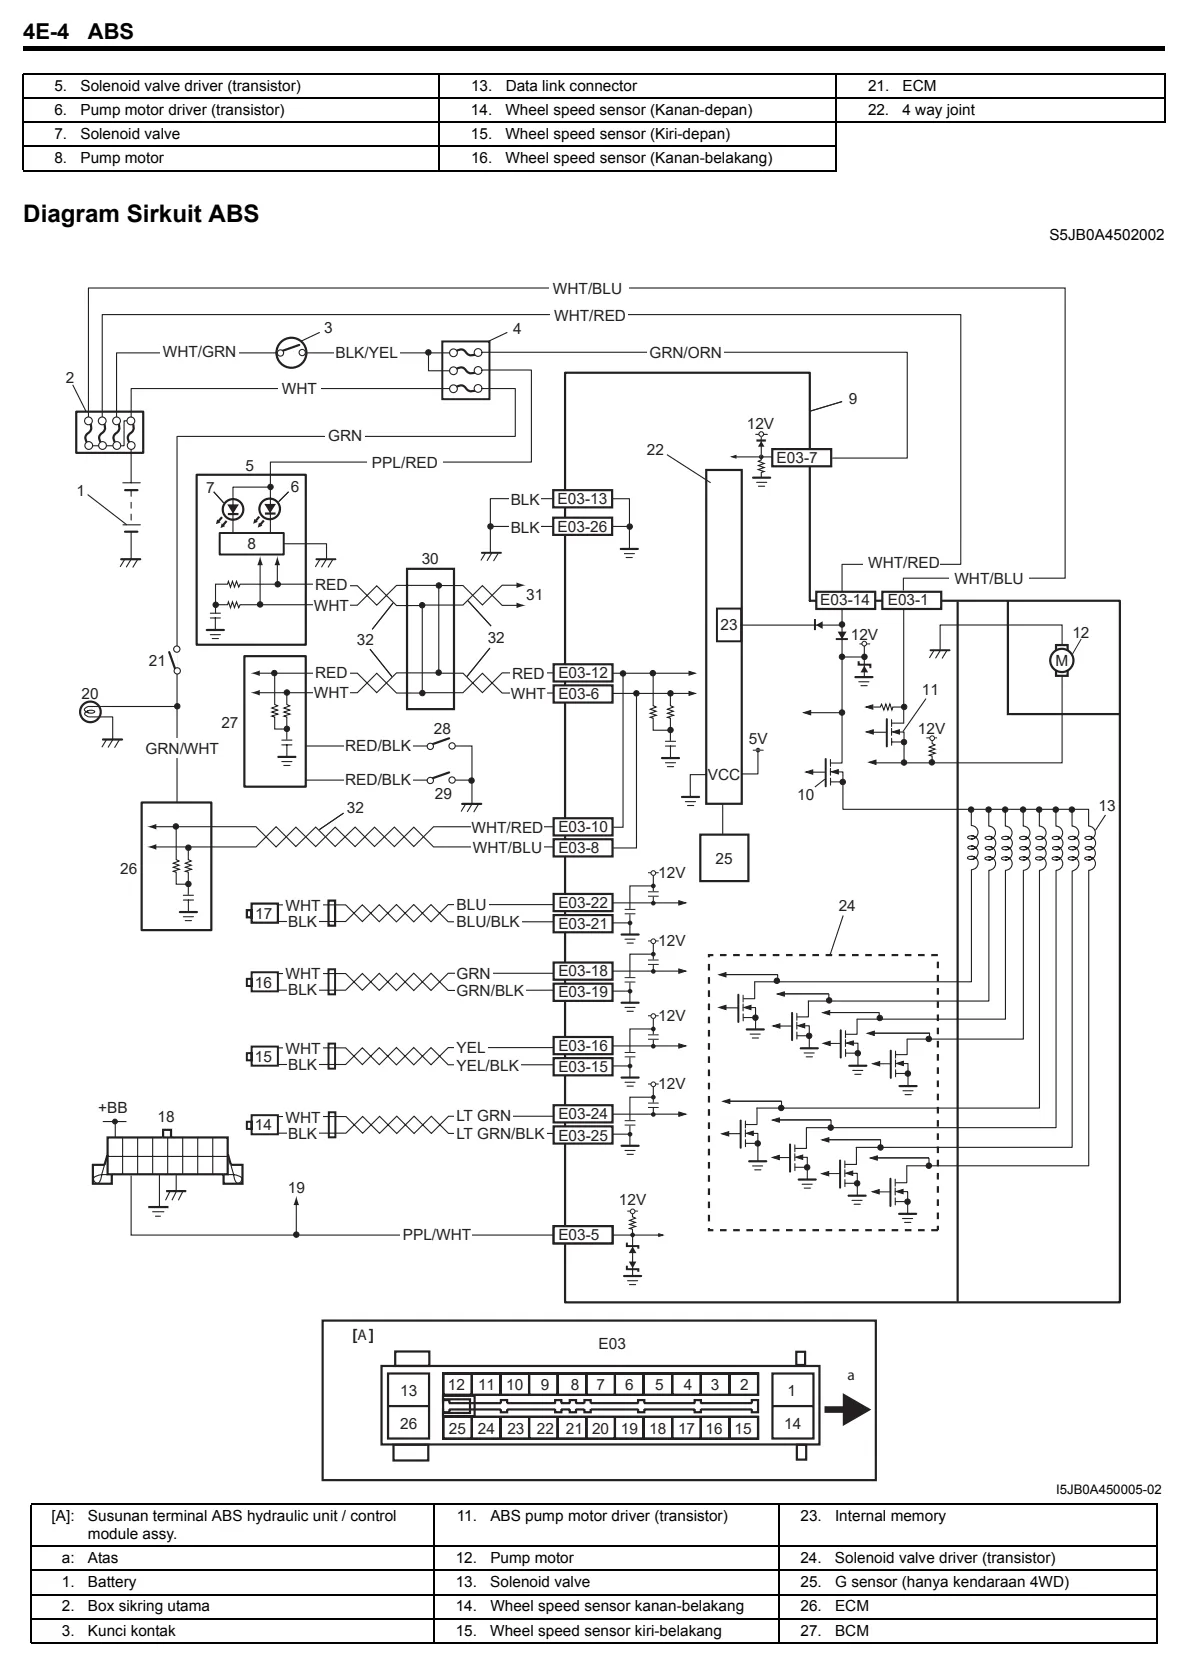 4E-4 ABS
5. Solenoid valve driver (transistor)
13. Data link connector
21. ECM
6. Pump motor driver (transistor)
14. Wheel speed sensor (Kanan-depan)
22. 4 way joint
7. Solenoid valve
15. Wheel speed sensor (Kiri-depan)
8. Pump motor
16. Wheel speed sensor (Kanan-belakang)
Diagram Sirkuit ABS
S5JB0A4502002
WHT/BLU
WHT/RED
3
4
WHT/GRN
BLK/YEL
GRN/ORN
2
WHT
9
12V
GRN
22
E03-7
PPL/RED
5
1
7
6
BLK
E03-13
BLK
E03-26
8
30
WHT/RED
WHT/BLU
RED
31
WHT
E03-14
E03-1
23
12V
12
32
32
M
21
RED
RED
E03-12
WHT
WHT
E03-6
20
11
27
28
12V
GRN/WHT
RED/BLK
5V
VCC
RED/BLK
29
10
32
13
WHT/RED
E03-10
WHT/BLU
E03-8
25
26
12V
17
WHT
BLU
E03-22
24
BLK
BLU/BLK
E03-21
12V
16
WHT
GRN
E03-18
BLK
GRN/BLK
E03-19
12V
15
WHT
YEL
E03-16
BLK
YEL/BLK
E03-15
12V
+BB
18
14
WHT
LT GRN
E03-24
BLK
LT GRN/BLK
E03-25
19
12V
PPL/WHT
E03-5
[A]
E03
13
12 11 10 9 8 7 6 5 4 3 2
1
a
26
25 24 23 22 21 20 19 18 17 16 15
14
I5JB0A450005-02
[A]: Susunan terminal ABS hydraulic unit / control
module assy.
11. ABS pump motor driver (transistor)
23. Internal memory
a: Atas
12. Pump motor
24. Solenoid valve driver (transistor)
1. Battery
13. Solenoid valve
25. G sensor (hanya kendaraan 4WD)
2. Box sikring utama
14. Wheel speed sensor kanan-belakang
26. ECM
3. Kunci kontak
15. Wheel speed sensor kiri-belakang
27. BCM